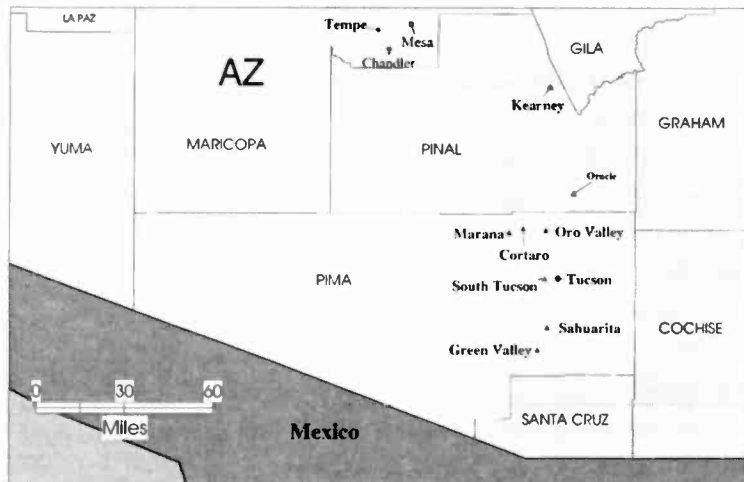 LA PAZ
Tempe
Mesa
Chandler
AZ
GILA
Kearney
GRAHAM
YUMA
MARICOPA
PINAL
Oracle
Marana
Oro Valley
Cortaro
PIMA
South Tucson
Tucson
Sahuarita
COCHISE
Green Valley
0 30 60
Miles
SANTA CRUZ
Mexico